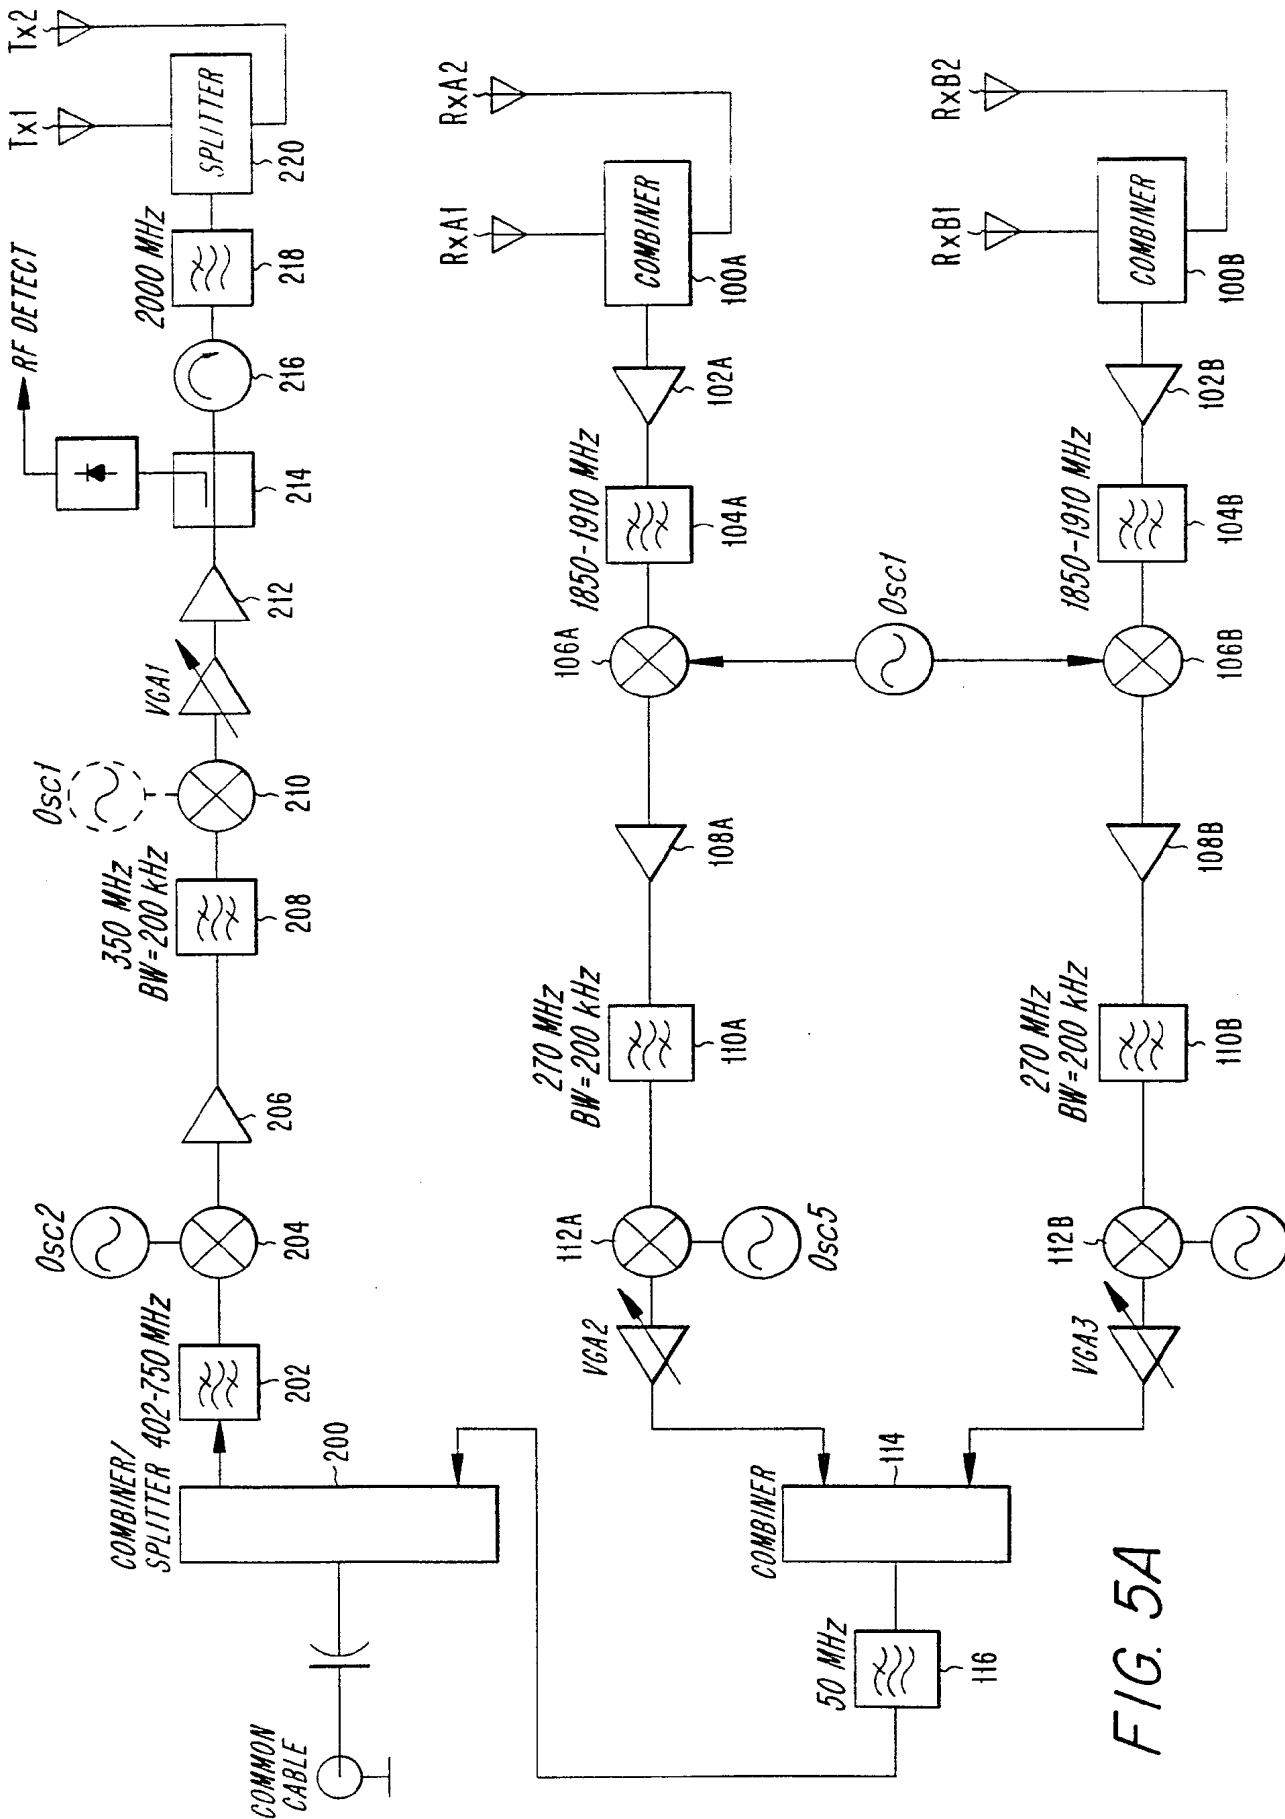 COMMON
CABLE
COMBINER/
SPLITTER
200
402-750 MHz
202
Osc2
204
206
350 MHz
BW=200 kHz
208
Osc1
210
VGA1
212
214
RF DETECT
216
2000 MHz
218
SPLITTER
220
Tx1
Tx2
50 MHz
116
COMBINER
114
VGA2
112A
Osc5
270 MHz
BW=200 kHz
110A
108A
106A
Osc1
1850-1910 MHz
104A
102A
COMBINER
100A
RxA1
RxA2
VGA3
112B
270 MHz
BW=200 kHz
110B
108B
106B
1850-1910 MHz
104B
102B
COMBINER
100B
RxB1
RxB2
FIG. 5A